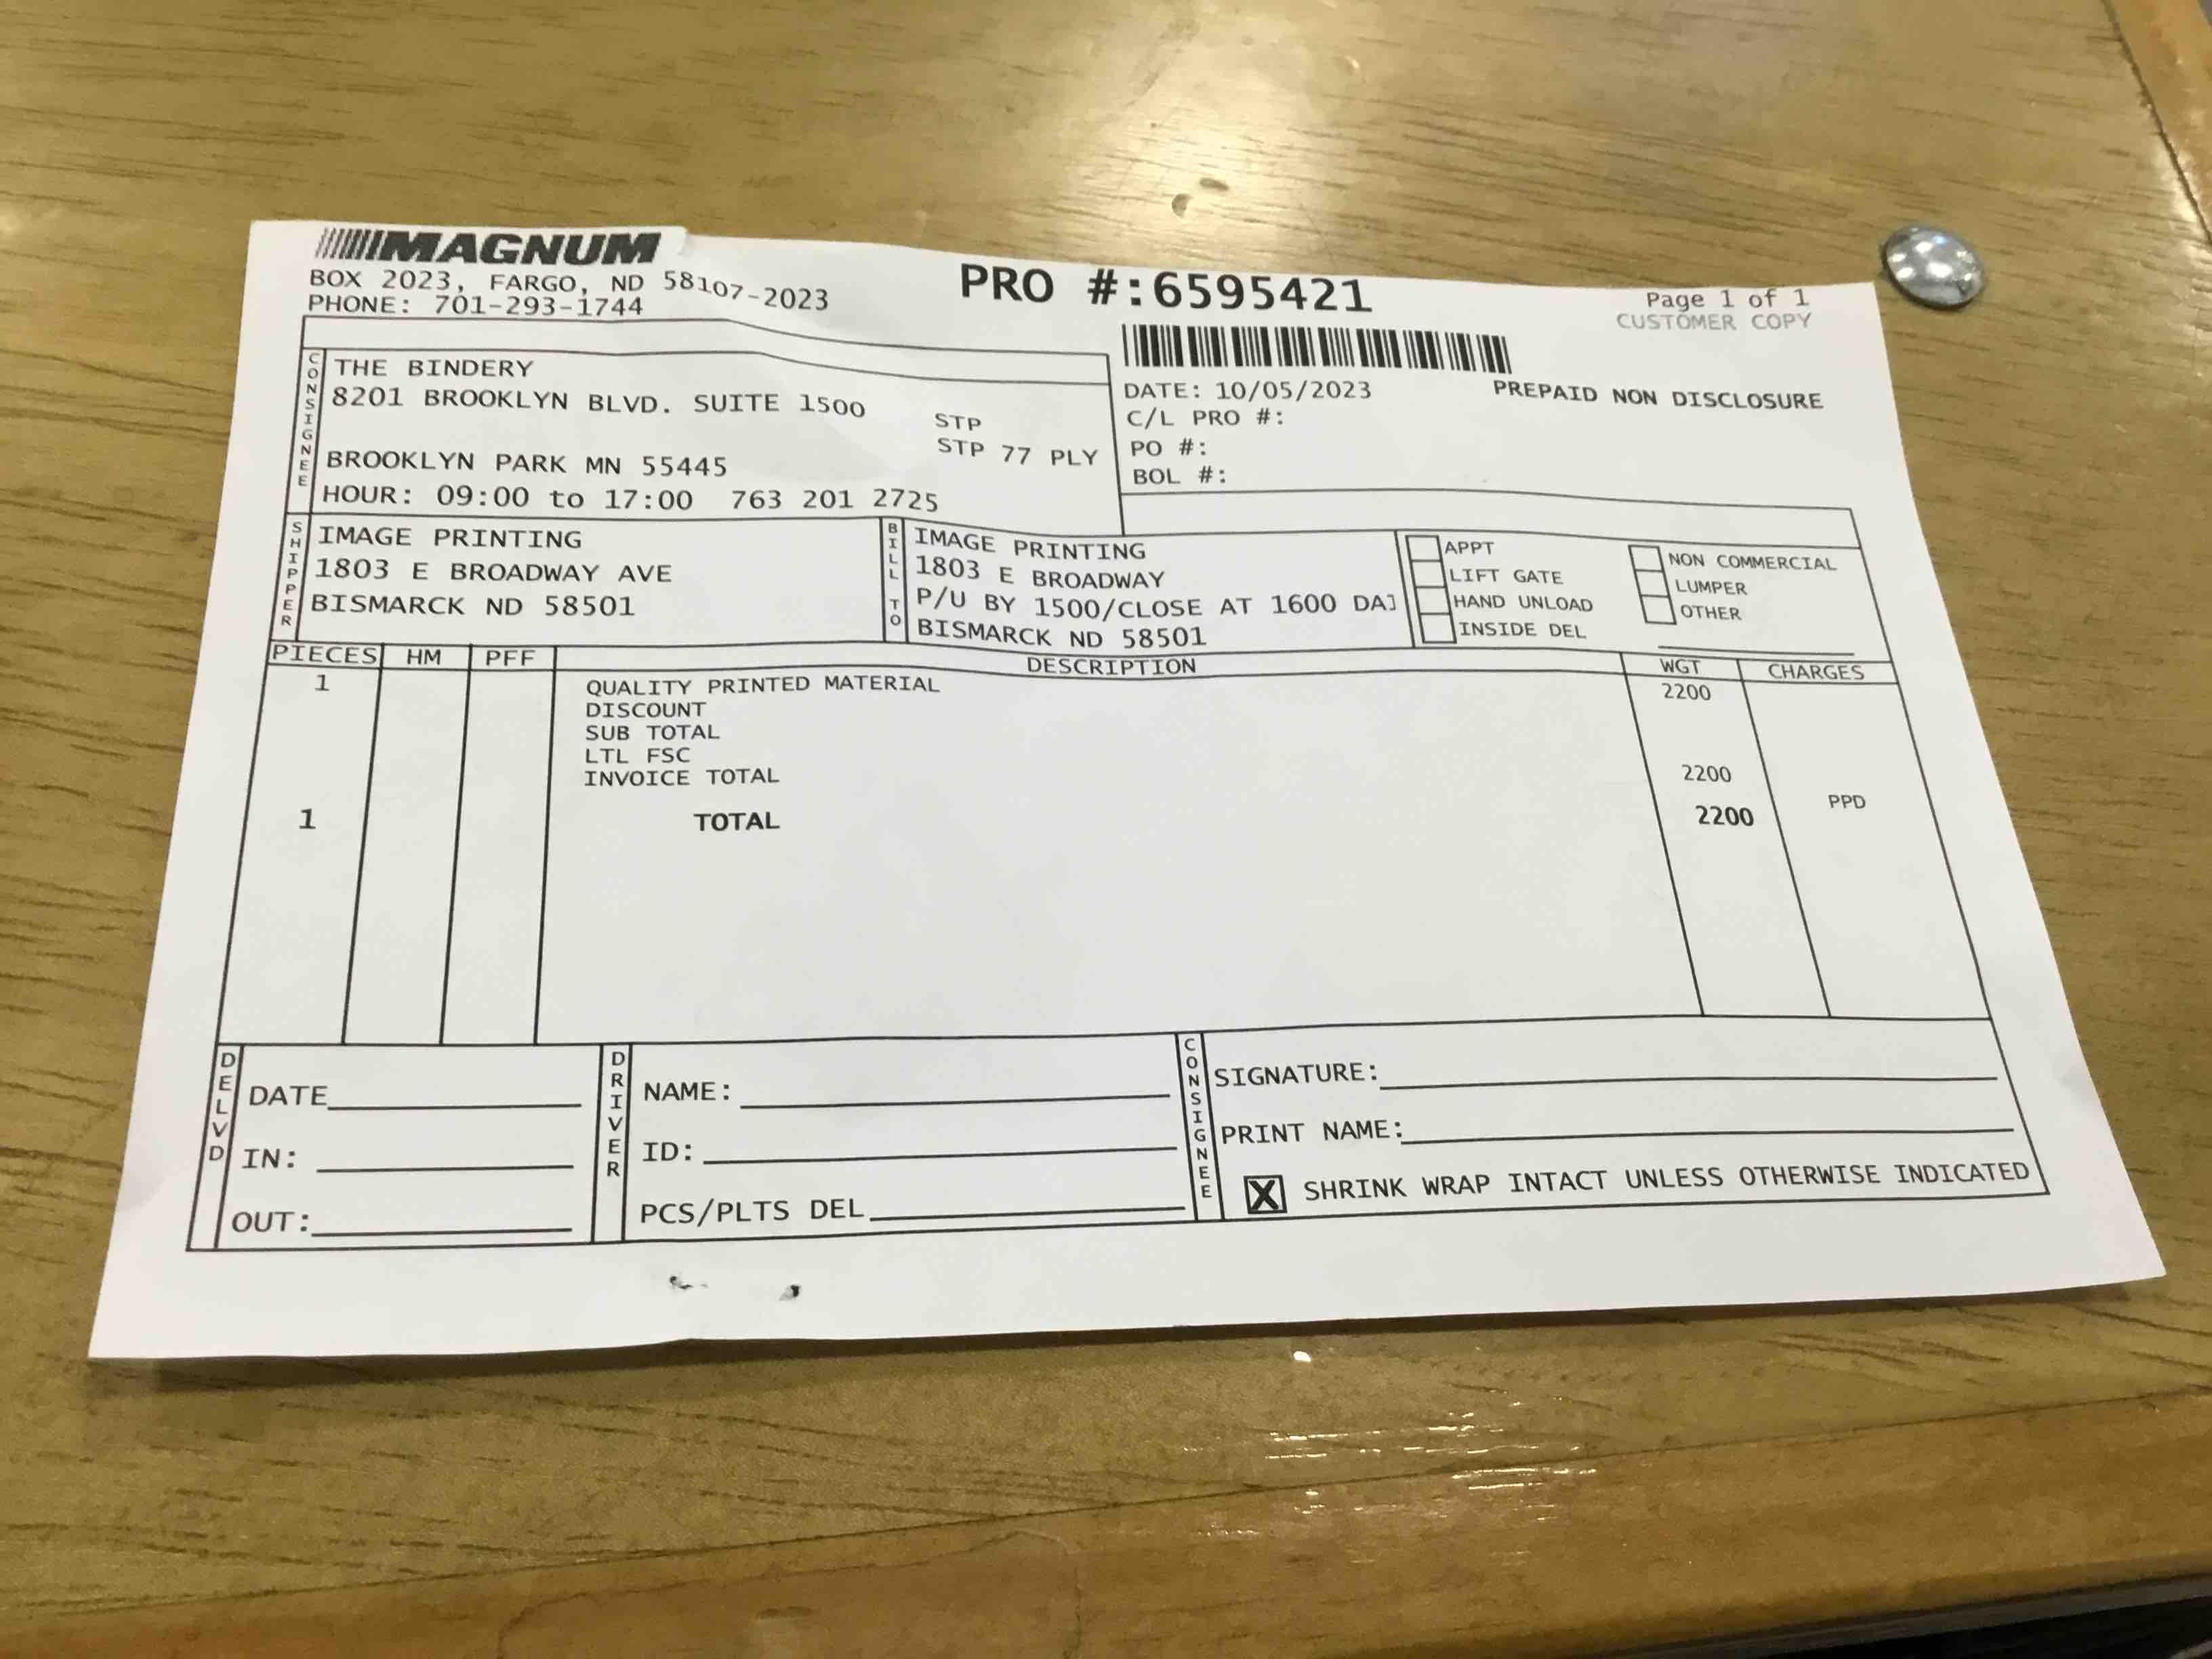 MAGNUM
BOX 2023, FARGO, ND 58107-2023
PHONE: 701-293-1744
PRO #:6595421
Page 1 of 1
CUSTOMER COPY
CONSIGNEE
THE BINDERY
8201 BROOKLYN BLVD. SUITE 1500
STP
STP 77 PLY
BROOKLYN PARK MN 55445
HOUR: 09:00 to 17:00 763 201 2725
DATE: 10/05/2023
PREPAID NON DISCLOSURE
C/L PRO #:
PO #:
BOL #:
SHIPPER
IMAGE PRINTING
1803 E BROADWAY AVE
BISMARCK ND 58501
BILL TO
IMAGE PRINTING
1803 E BROADWAY
P/U BY 1500/CLOSE AT 1600 DAI
BISMARCK ND 58501
APPT
LIFT GATE
HAND UNLOAD
INSIDE DEL
NON COMMERCIAL
LUMPER
OTHER
PIECES HM PFF DESCRIPTION WGT CHARGES
1 QUALITY PRINTED MATERIAL 2200
DISCOUNT
SUB TOTAL
LTL FSC
INVOICE TOTAL 2200
PPD
1 TOTAL 2200
DELVD
DATE
IN:
OUT:
DRIVER
NAME:
ID:
PCS/PLTS DEL
CONSIGNEE
SIGNATURE:
PRINT NAME:
X SHRINK WRAP INTACT UNLESS OTHERWISE INDICATED